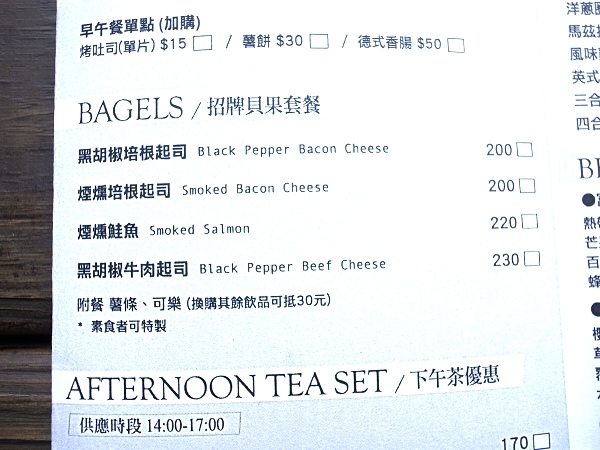 早午餐單點 (加購)
烤吐司(單片) $15 □ / 薯餅 $30 □ / 德式香腸 $50 □
BAGELS / 招牌貝果套餐
黑胡椒培根起司 Black Pepper Bacon Cheese 200 □
煙燻培根起司 Smoked Bacon Cheese 200 □
煙燻鮭魚 Smoked Salmon 220 □
黑胡椒牛肉起司 Black Pepper Beef Cheese 230 □
附餐 薯條、可樂 (換購其餘飲品可抵30元)
* 素食者可特製
AFTERNOON TEA SET / 下午茶優惠
供應時段 14:00-17:00
170 □
洋蔥
馬茲
風味
英式
三合
四合